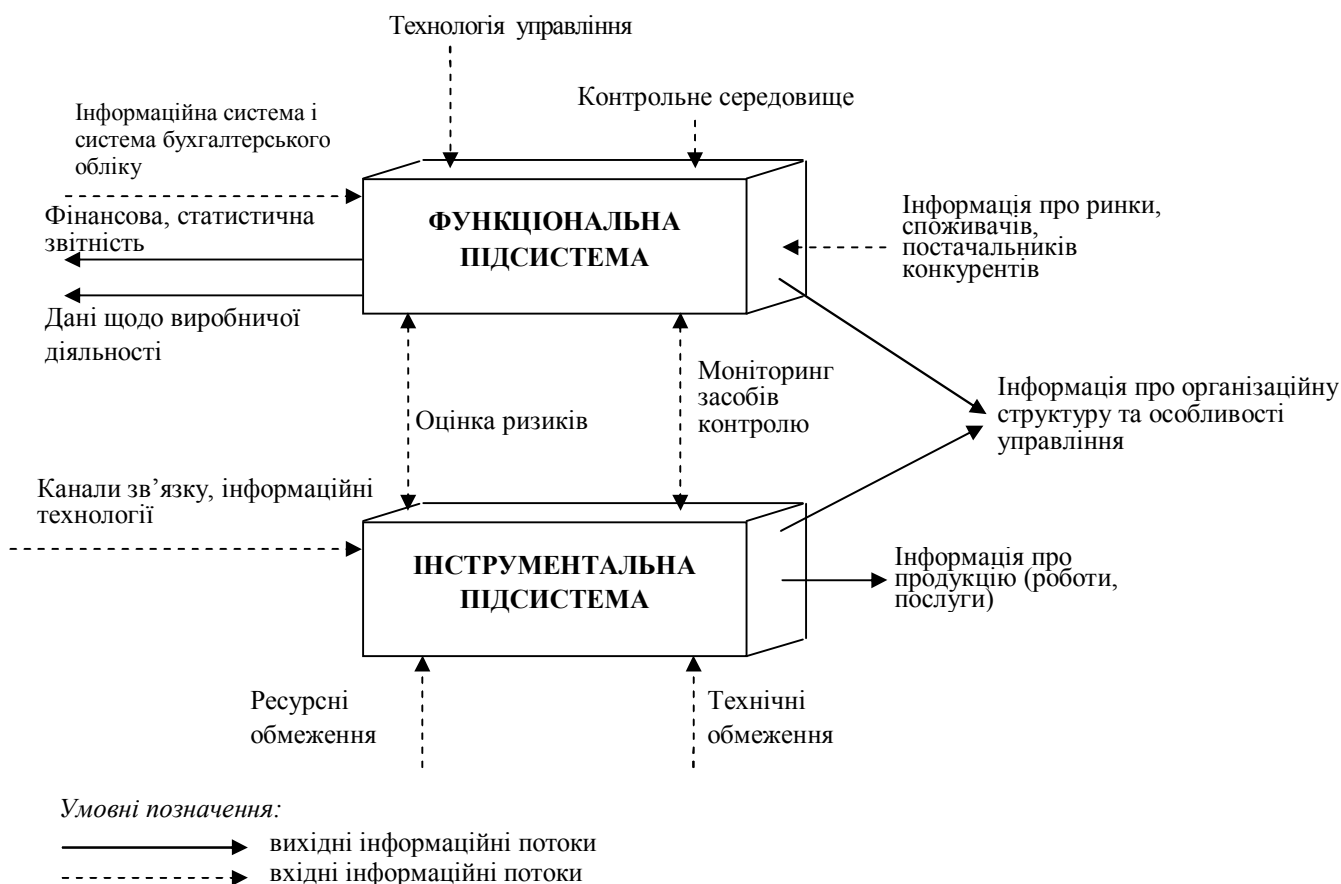 Технологія управління
Контрольне середовище
Інформаційна система і
система бухгалтерського
обліку
Фінансова, статистична
звітність
ФУНКЦІОНАЛЬНА
ПІДСИСТЕМА
Інформація про ринки,
споживачів,
постачальників
конкурентів
Дані щодо виробничої
діяльності
Оцінка ризиків
Моніторинг
засобів
контролю
Інформація про організаційну
структуру та особливості
управління
Канали зв’язку, інформаційні
технології
ІНСТРУМЕНТАЛЬНА
ПІДСИСТЕМА
Інформація про
продукцію (роботи,
послуги)
Ресурсні
обмеження
Технічні
обмеження
Умовні позначення:
вихідні інформаційні потоки
вхідні інформаційні потоки